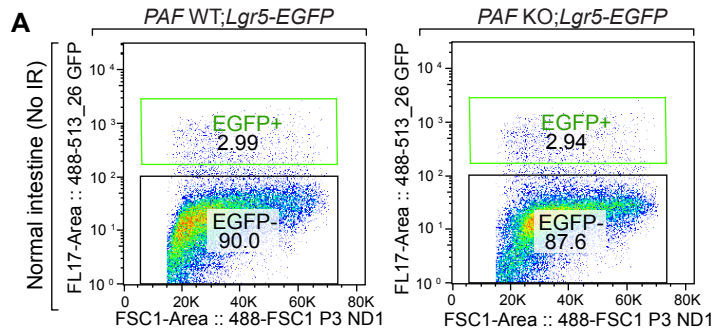 A
PAF WT;Lgr5-EGFP
PAF KO;Lgr5-EGFP
Normal intestine (No IR)
FL17-Area :: 488-513_26 GFP
10⁴
10³
10²
10¹
10⁰
EGFP+
2.99
EGFP-
90.0
0 20K 40K 60K 80K
FSC1-Area :: 488-FSC1 P3 ND1
FL17-Area :: 488-513_26 GFP
10⁴
10³
10²
10¹
10⁰
EGFP+
2.94
EGFP-
87.6
0 20K 40K 60K 80K
FSC1-Area :: 488-FSC1 P3 ND1